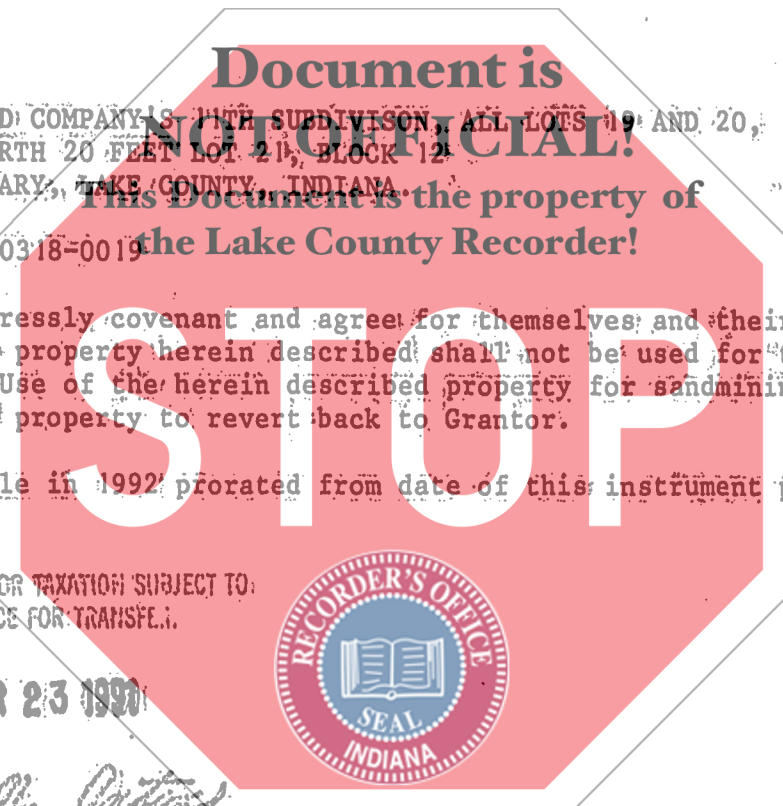 Document is
NOT OFFICIAL!
This Document is the property of
the Lake County Recorder!
D COMPANY'S 11TH SUBDIVISON, ALL LOTS 19 AND 20,
RTH 20 FEET LOT 21, BLOCK 12
ARY, LAKE COUNTY, INDIANA.
0318-0019
ressly covenant and agree for themselves and their
property herein described shall not be used for
Use of the herein described property for sandmini
property to revert back to Grantor.
le in 1992 prorated from date of this instrument
STOP
OR TAXATION SUBJECT TO
CE FOR TRANSFER.
R 23 1991
RECORDER'S OFFICE
SEAL
INDIANA